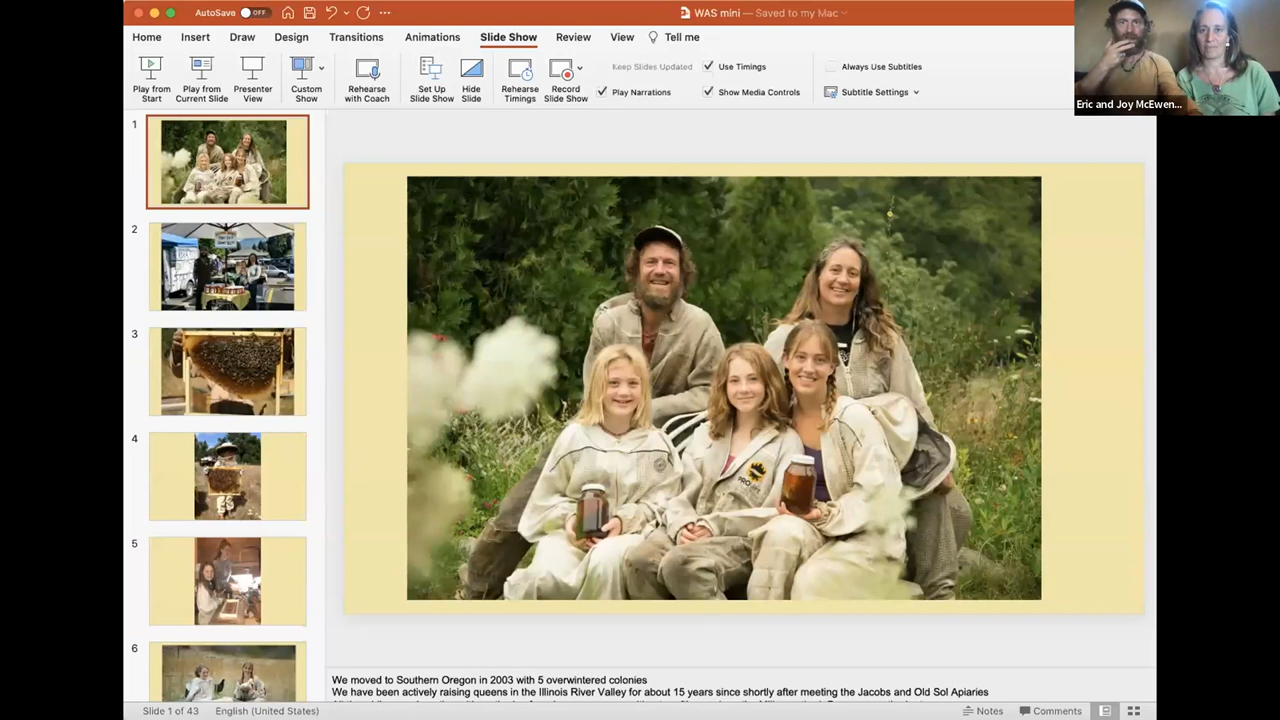 AutoSave OFF
WAS mini — Saved to my Mac
Home Insert Draw Design Transitions Animations Slide Show Review View Tell me
Play from Start
Play from Current Slide
Presenter View
Custom Show
Rehearse with Coach
Set Up Slide Show
Hide Slide
Rehearse Timings
Record Slide Show
Keep Slides Updated
Play Narrations
Use Timings
Show Media Controls
Always Use Subtitles
Subtitle Settings
Eric and Joy McEwen...
1
2
3
4
5
6
We moved to Southern Oregon in 2003 with 5 overwintered colonies
We have been actively raising queens in the Illinois River Valley for about 15 years since shortly after meeting the Jacobs and Old Sol Apiaries
Slide 1 of 43 English (United States) Notes Comments